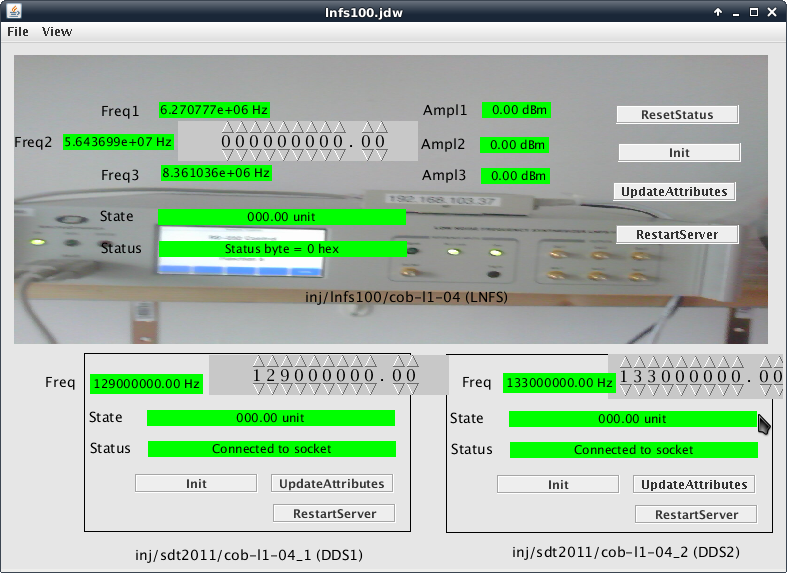 lnfs100.jdw
File View
Freq1 6.270777e+06 Hz Ampl1 0.00 dBm ResetStatus
Freq2 5.643699e+07 Hz 000000000.00 Ampl2 0.00 dBm Init
Freq3 8.361036e+06 Hz Ampl3 0.00 dBm UpdateAttributes
192.168.103.37
State 000.00 unit RestartServer
Status Status byte = 0 hex
inj/lnfs100/cob-l1-04 (LNFS)
Freq 129000000.00 Hz 129000000.00
State 000.00 unit
Status Connected to socket
Init UpdateAttributes
RestartServer
inj/sdt2011/cob-l1-04_1 (DDS1)
Freq 133000000.00 Hz 133000000.00
State 000.00 unit
Status Connected to socket
Init UpdateAttributes
RestartServer
inj/sdt2011/cob-l1-04_2 (DDS2)